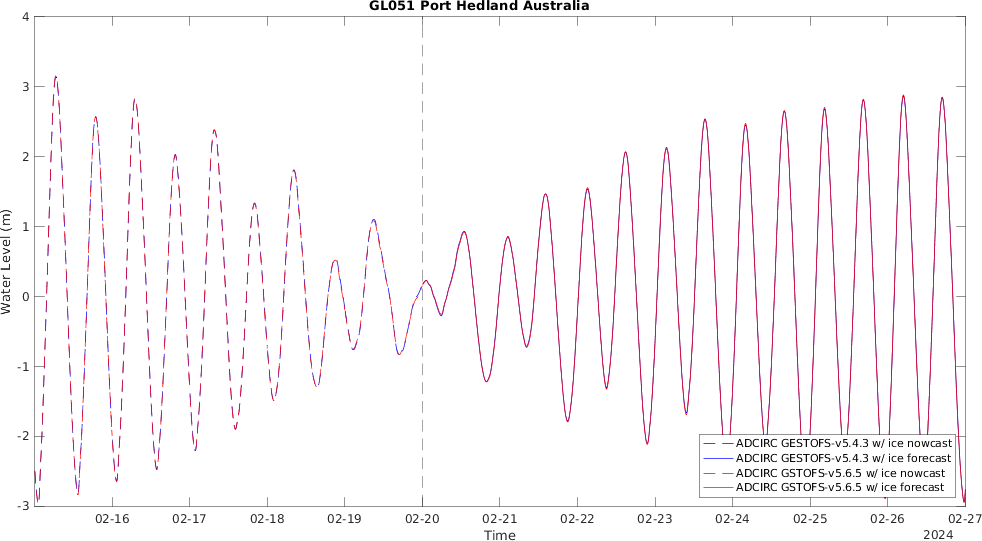 GL051 Port Hedland Australia
4
3
2
1
0
-1
-2
-3
Water Level (m)
ADCIRC GESTOFS-v5.4.3 w/ ice nowcast
ADCIRC GESTOFS-v5.4.3 w/ ice forecast
ADCIRC GSTOFS-v5.6.5 w/ ice nowcast
ADCIRC GSTOFS-v5.6.5 w/ ice forecast
02-16 02-17 02-18 02-19 02-20 02-21 02-22 02-23 02-24 02-25 02-26 02-27
Time
2024